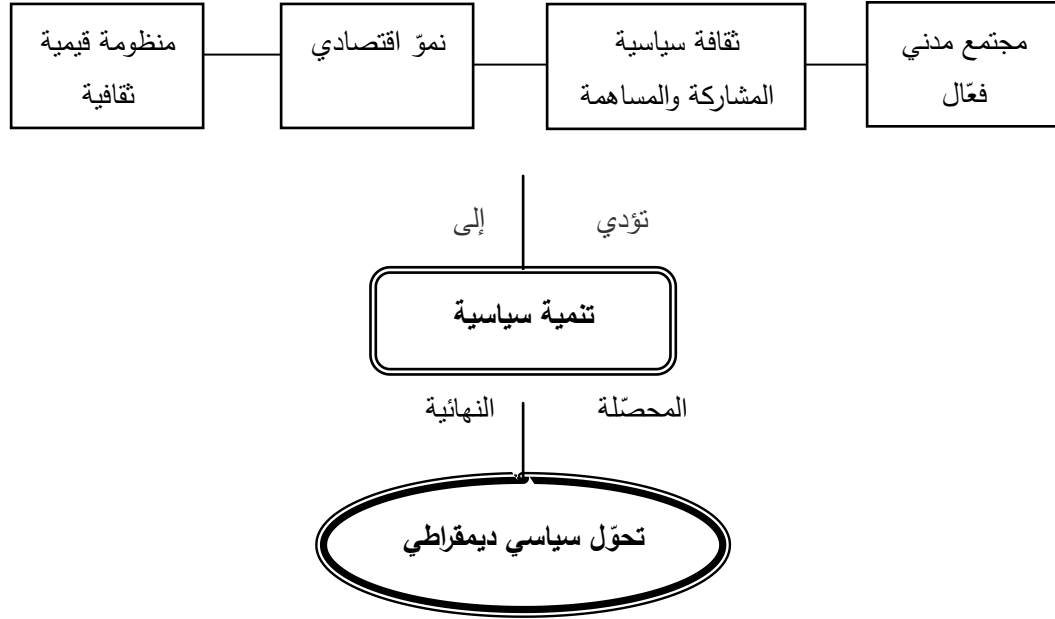 مجتمع مدني
فعّال
ثقافة سياسية
المشاركة والمساهمة
نموّ اقتصادي
منظومة قيمية
ثقافية
تؤدي إلى
تنمية سياسية
المحصّلة النهائية
تحوّل سياسي ديمقراطي